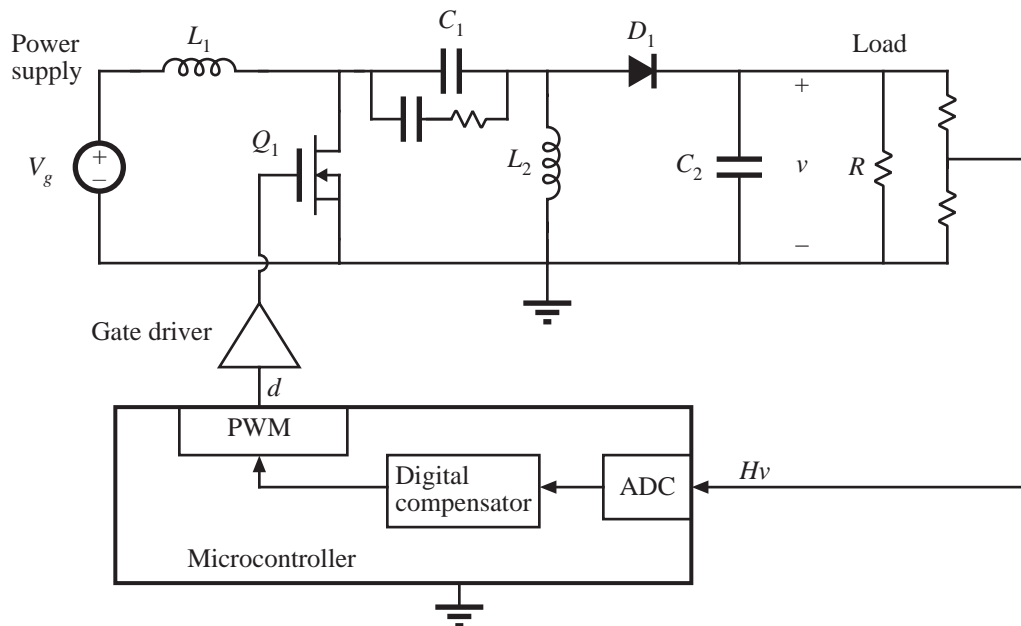 Power
supply
L1
C1
D1
Load
Vg
+
−
Q1
L2
C2
+
v
−
R
Gate driver
d
PWM
Digital
compensator
ADC
Hv
Microcontroller